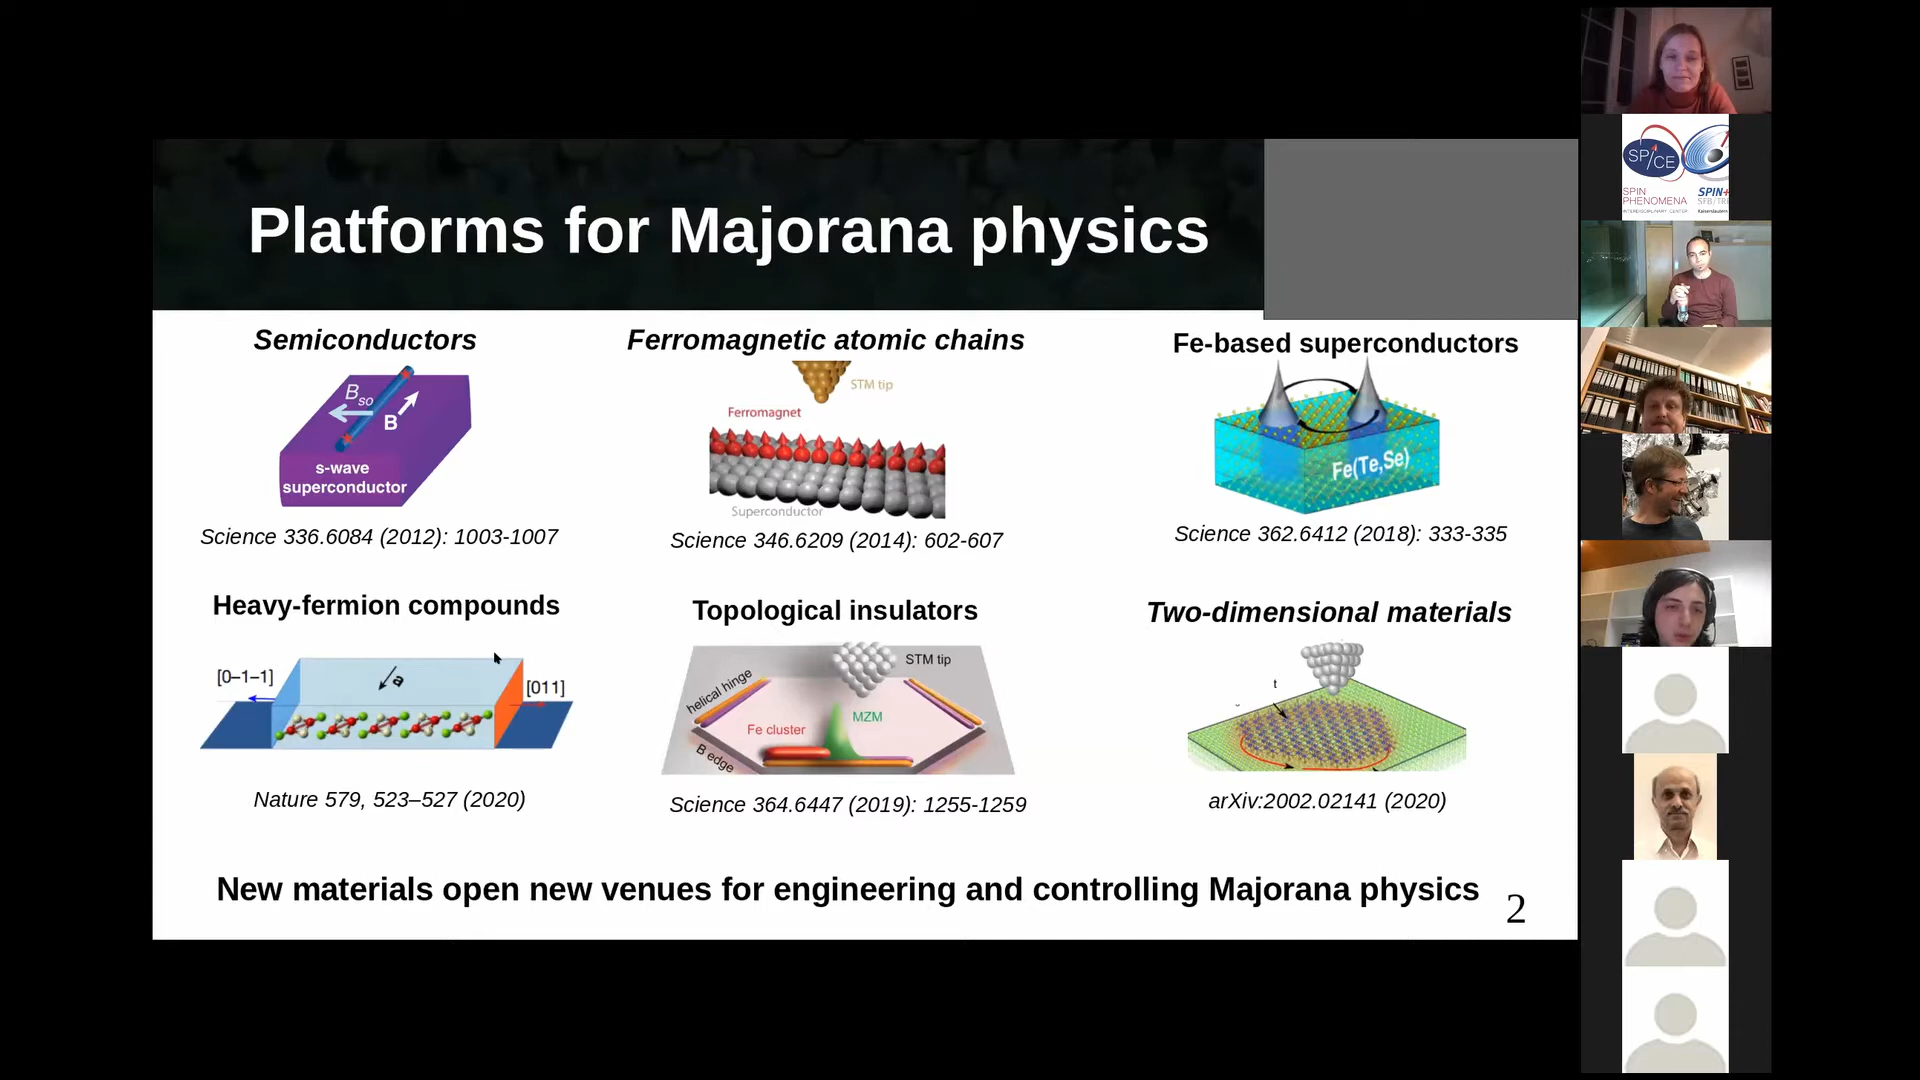 Platforms for Majorana physics
Semiconductors
Bso
B
s-wave
superconductor
Science 336.6084 (2012): 1003-1007
Ferromagnetic atomic chains
STM tip
Ferromagnet
Superconductor
Science 346.6209 (2014): 602-607
Fe-based superconductors
Fe(Te,Se)
Science 362.6412 (2018): 333-335
Heavy-fermion compounds
[0–1–1]
a
[011]
Nature 579, 523–527 (2020)
Topological insulators
STM tip
helical hinge
MZM
Fe cluster
B edge
Science 364.6447 (2019): 1255-1259
Two-dimensional materials
t
arXiv:2002.02141 (2020)
New materials open new venues for engineering and controlling Majorana physics
2
SPICE
SPIN
PHENOMENA
INTERDISCIPLINARY CENTER
SPIN+
SFB/TRR
Kaiserslautern